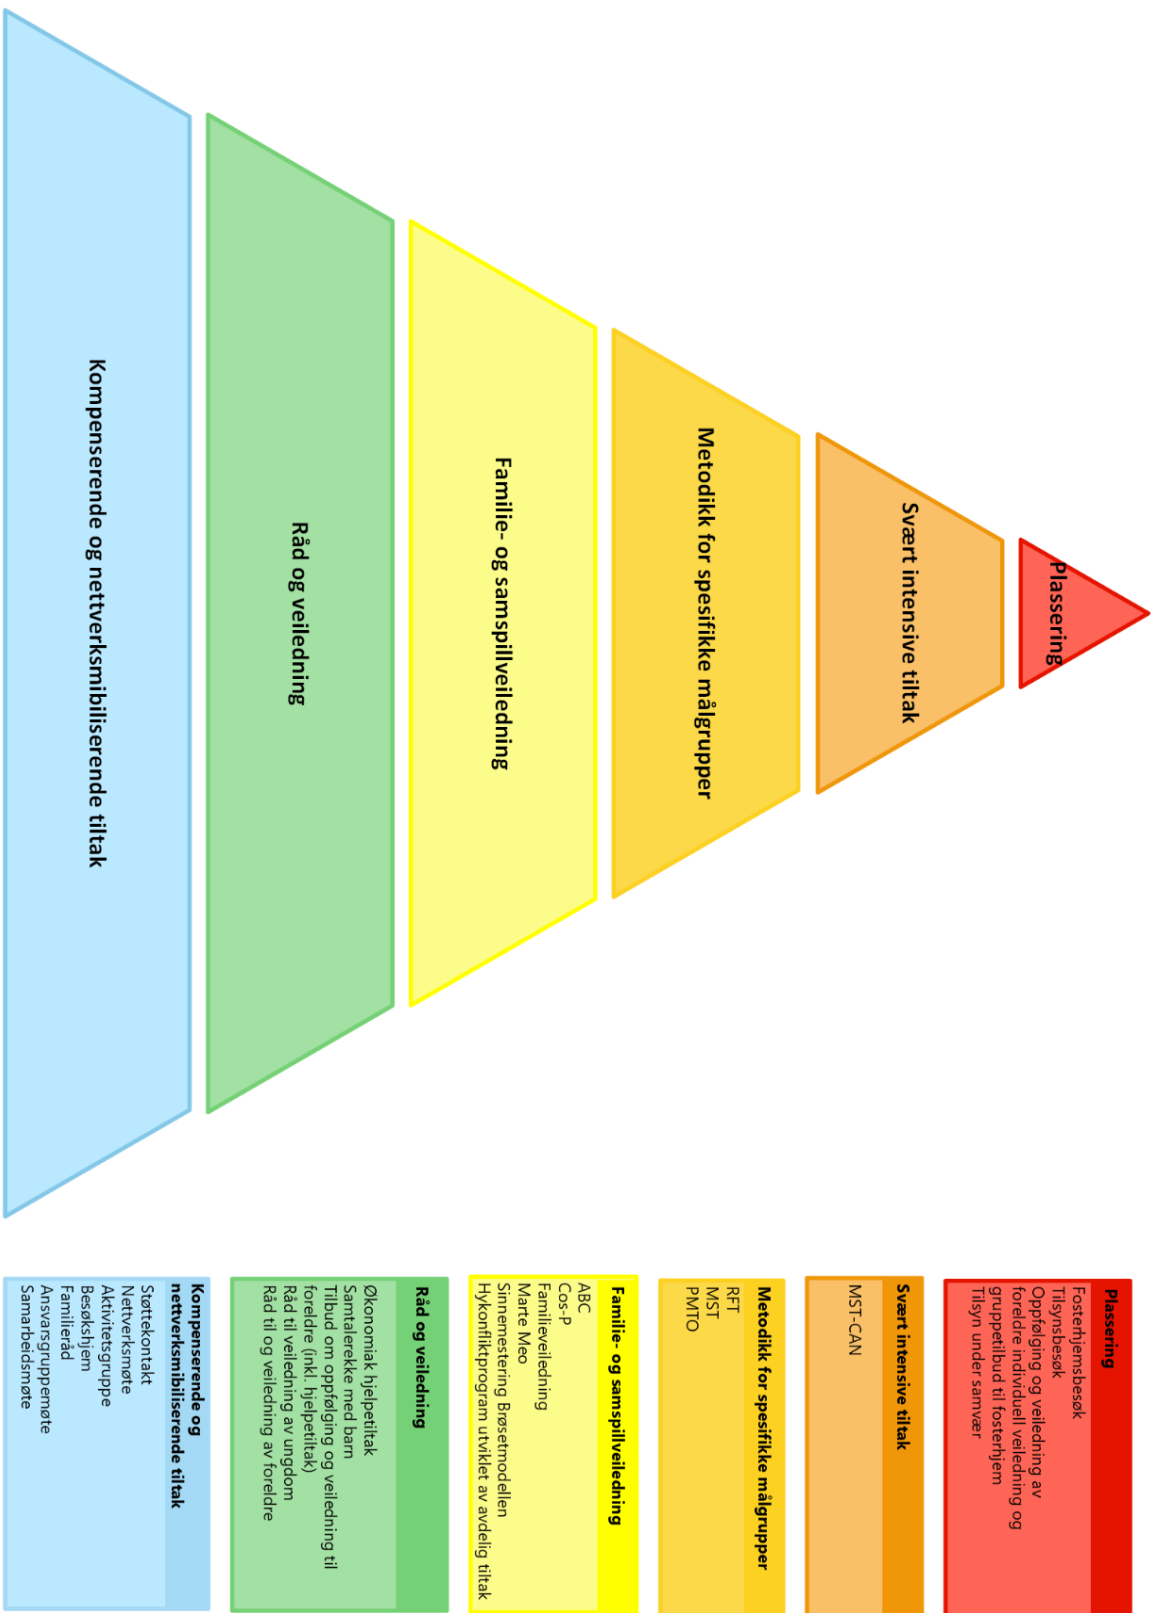 Plassering
Svært intensive tiltak
Metodikk for spesifikke målgrupper
Familie- og samspillveiledning
Råd og veiledning
Kompenserende og nettverksmibiliserende tiltak
Plassering
Fosterhjemsbesøk
Tilsynsbesøk
Oppfølging og veiledning av
foreldre individuell veiledning og
gruppetilbud til fosterhjem
Tilsyn under samvær
Svært intensive tiltak
MST-CAN
Metodikk for spesifikke målgrupper
RFT
MST
PMTO
Familie- og samspillveiledning
ABC
Cos-P
Familieveiledning
Marte Meo
Sinnemestering Brøsetmodellen
Hykonfliktprogram utviklet av avdelig tiltak
Råd og veiledning
Økonomiak hjelpetiltak
Samtalerekke med barn
Tilbud om oppfølging og veiledning til
foreldre (inkl. hjelpetiltak)
Råd til veiledning av ungdom
Råd til og veiledning av foreldre
Kompenserende og
nettverksmibiliserende tiltak
Støttekontakt
Nettverksmøte
Aktivitetsgruppe
Besøkshjem
Familieråd
Ansvarsgruppemøte
Samarbeidsmøte